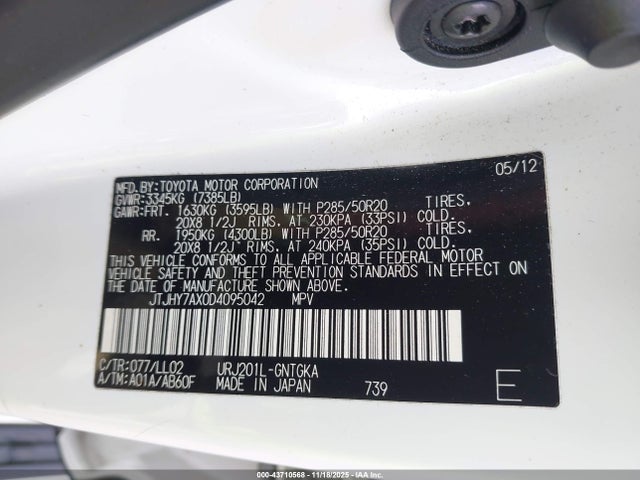 MFD. BY: TOYOTA MOTOR CORPORATION 05/12
GVWR: 3345KG (7385LB)
GAWR: FRT. 1630KG (3595LB) WITH P285/50R20 TIRES,
20X8 1/2J RIMS, AT 230KPA (33PSI) COLD.
RR. 1950KG (4300LB) WITH P285/50R20 TIRES,
20X8 1/2J RIMS, AT 240KPA (35PSI) COLD.
THIS VEHICLE CONFORMS TO ALL APPLICABLE FEDERAL MOTOR
VEHICLE SAFETY AND THEFT PREVENTION STANDARDS IN EFFECT ON
THE DATE OF MANUFACTURE SHOWN ABOVE.
JTJHY7AX0D4095042 MPV
C/TR: 077/LL02 URJ201L-GNTGKA
A/TM: A01A/AB60F MADE IN JAPAN 739 E
000-43710568 - 11/18/2025 - IAAI.COM